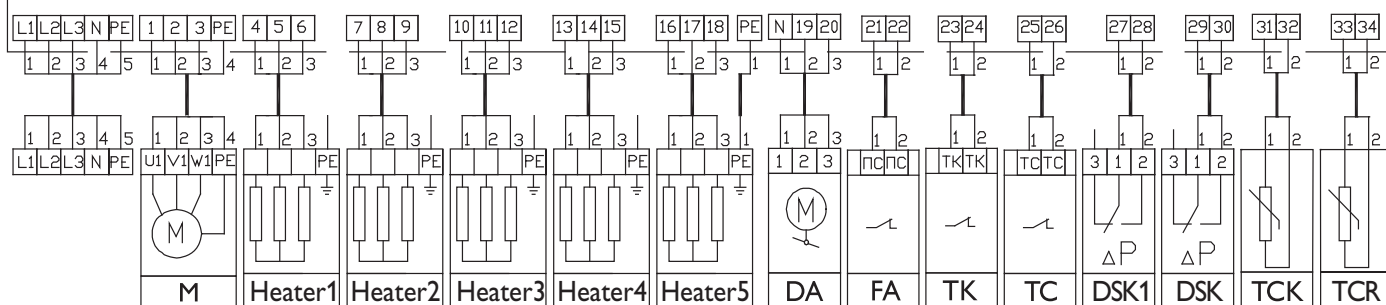 L1 L2 L3 N PE 1 2 3 PE 4 5 6 7 8 9 10 11 12 13 14 15 16 17 18 PE N 19 20 21 22 23 24 25 26 27 28 29 30 31 32 33 34
1 2 3 4 5 1 2 3 4 1 2 3 1 2 3 1 2 3 1 2 3 1 2 3 1 1 2 3 1 2 1 2 1 2 1 2 1 2 1 2 1 2
1 2 3 4 5 1 2 3 4 1 2 3 1 2 3 1 2 3 1 2 3 1 2 3 1 1 2 3 1 2 1 2 1 2 1 2 1 2 1 2 1 2
L1 L2 L3 N PE U1 V1 W1 PE PE PE PE PE PE 1 2 3 ПС ПС ТК ТК ТС ТС 3 1 2 3 1 2
M M
ΔP ΔP
M Heater1 Heater2 Heater3 Heater4 Heater5 DA FA TK TC DSK1 DSK TCK TCR